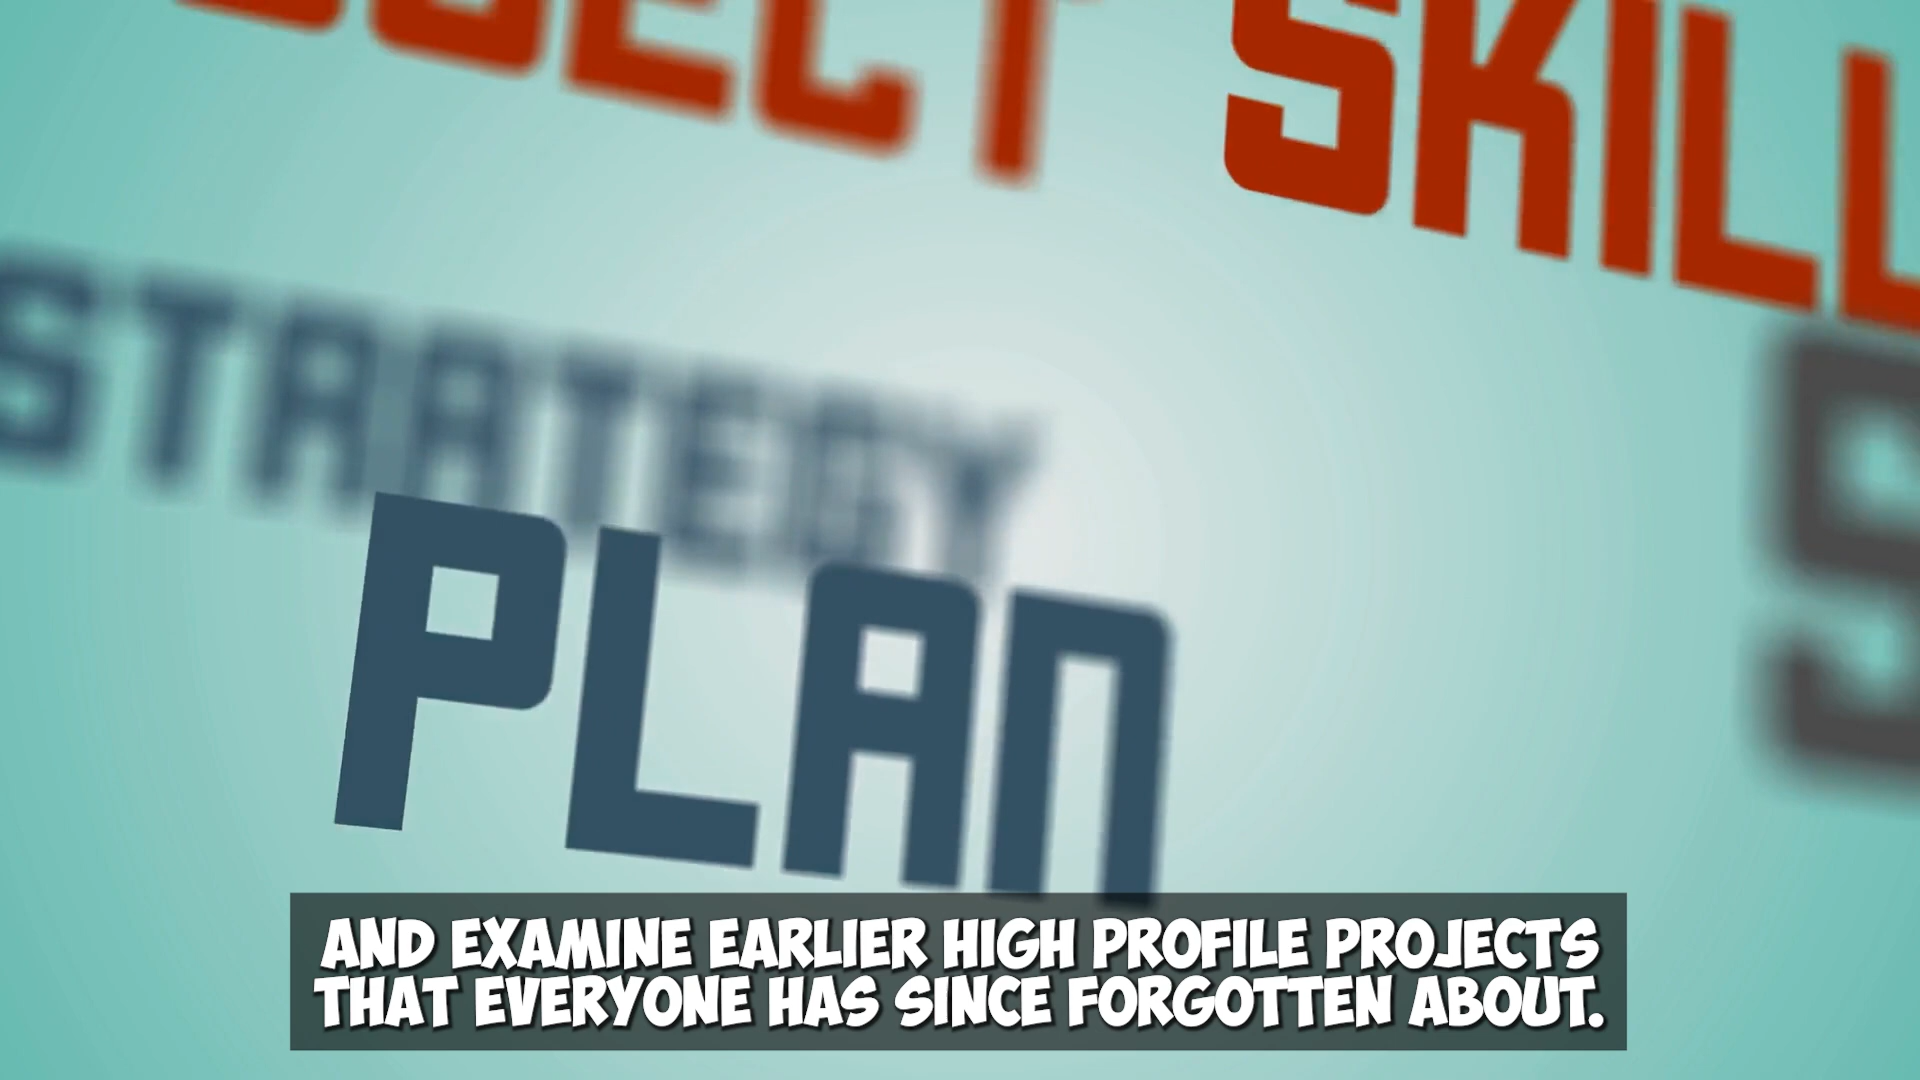 SKILL
STRATEGY
PLAN
AND EXAMINE EARLIER HIGH PROFILE PROJECTS
THAT EVERYONE HAS SINCE FORGOTTEN ABOUT.